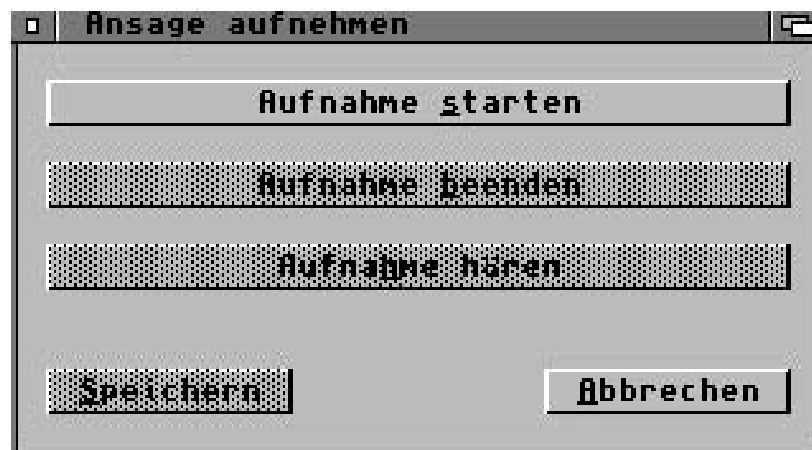 Ansage aufnehmen
Aufnahme starten
Aufnahme beenden
Aufnahme hören
Speichern
Abbrechen